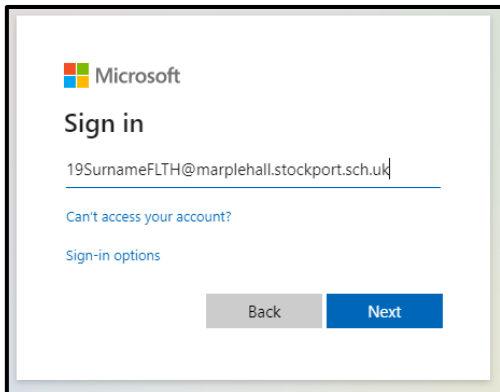 Microsoft
Sign in
19SurnameFLTH@marplehall.stockport.sch.uk
Can't access your account?
Sign-in options
Back Next